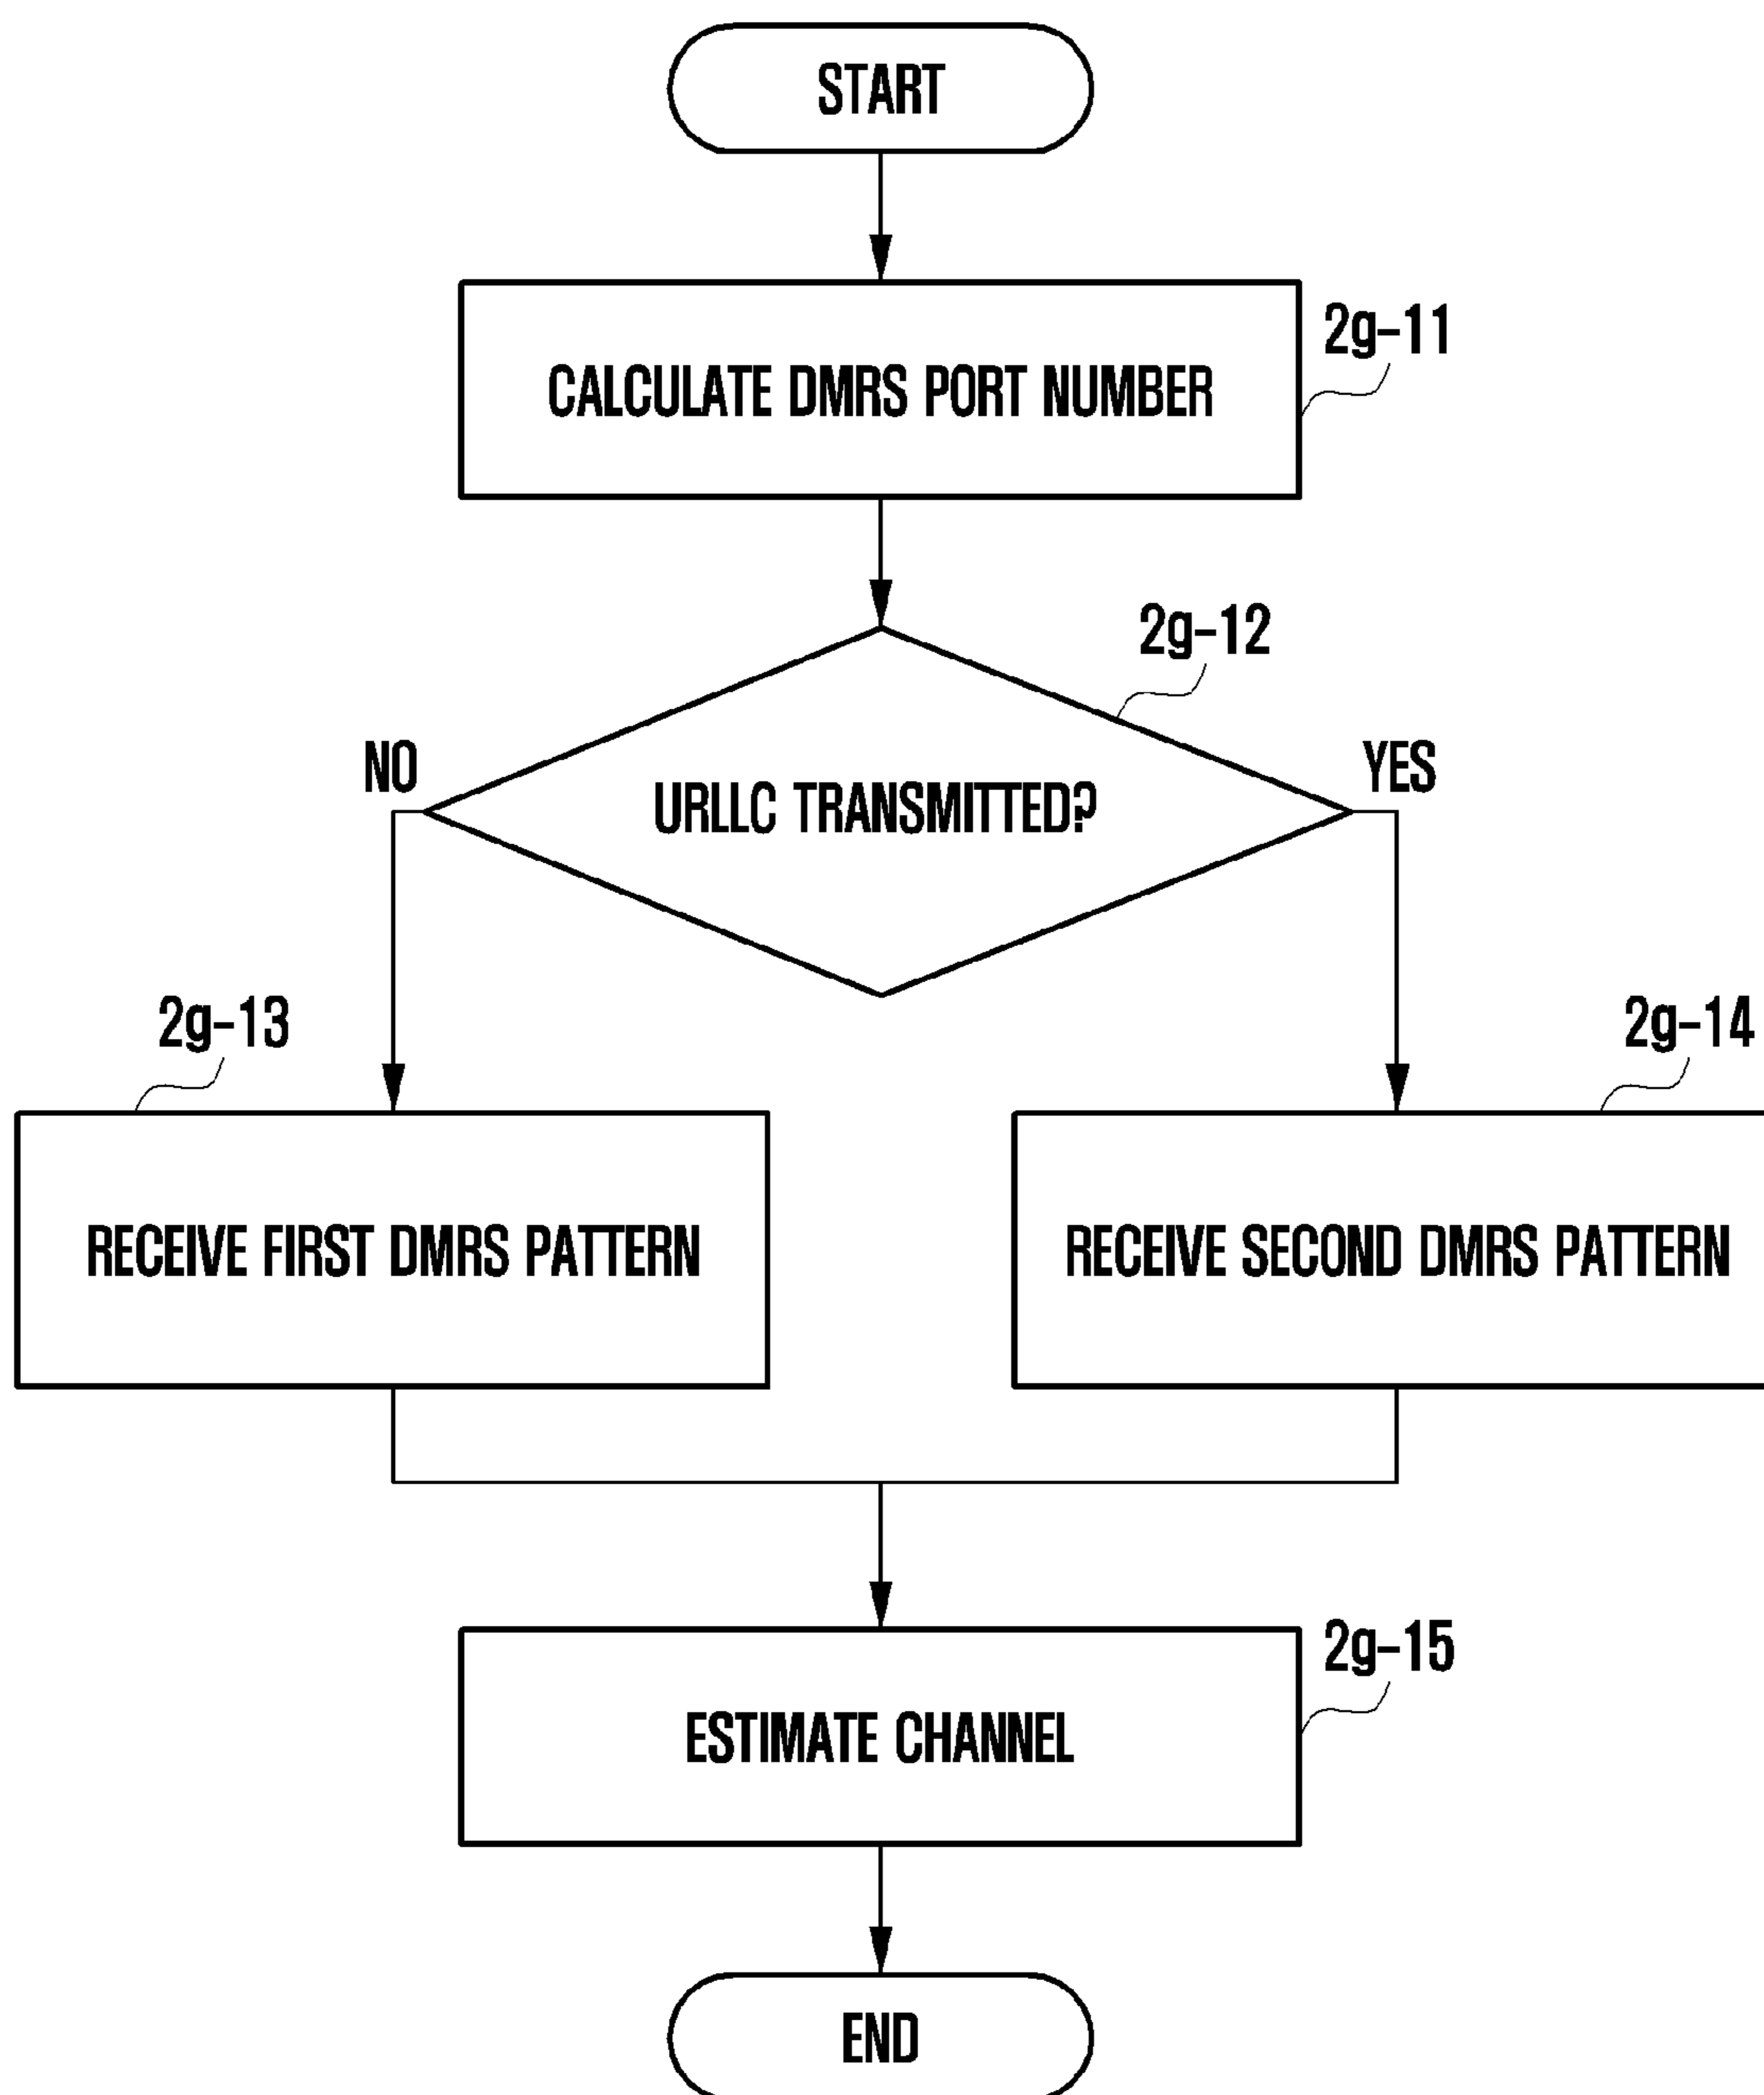 START
CALCULATE DMRS PORT NUMBER
2g-11
2g-12
NO
YES
URLLC TRANSMITTED?
2g-13
2g-14
RECEIVE FIRST DMRS PATTERN
RECEIVE SECOND DMRS PATTERN
2g-15
ESTIMATE CHANNEL
END